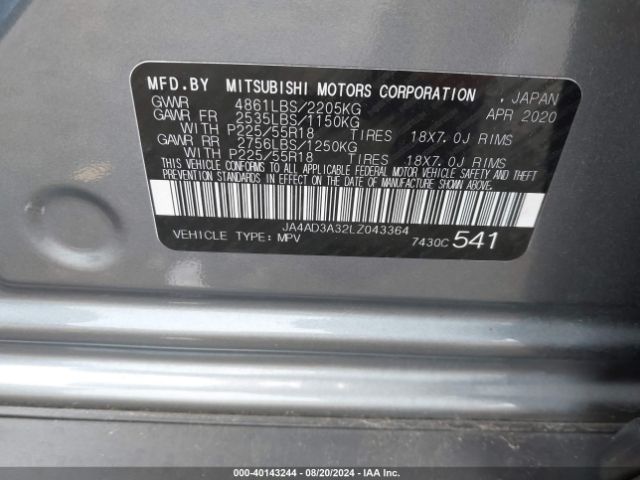 MFD.BY MITSUBISHI MOTORS CORPORATION , JAPAN
GVWR 4861LBS/2205KG APR 2020
GAWR FR 2535LBS/1150KG
WITH P225/55R18 TIRES 18X7.0J RIMS
GAWR RR 2756LBS/1250KG
WITH P225/55R18 TIRES 18X7.0J RIMS
THIS VEHICLE CONFORMS TO ALL APPLICABLE FEDERAL MOTOR VEHICLE SAFETY AND THEFT
PREVENTION STANDARDS IN EFFECT ON THE DATE OF MANUFACTURE SHOWN ABOVE.
JA4AD3A32LZ043364
VEHICLE TYPE: MPV 7430C 541
000-40143244 - 08/20/2024 - IAA Inc.